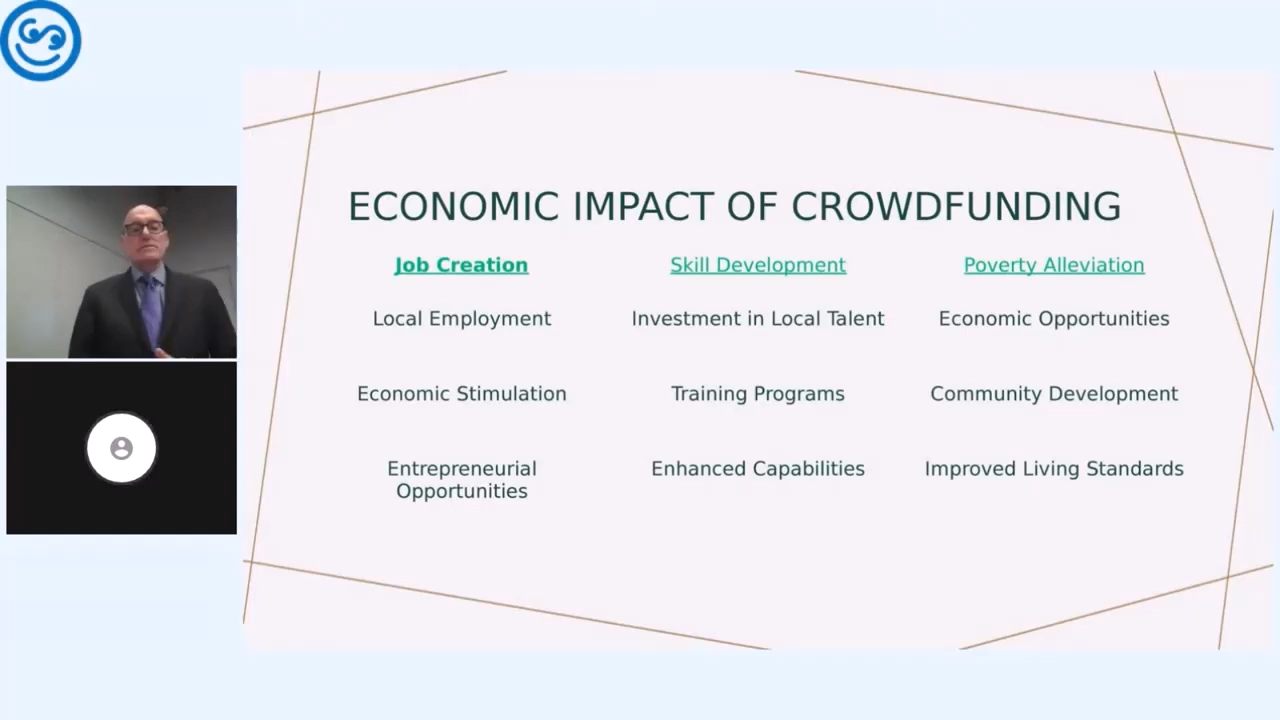 ECONOMIC IMPACT OF CROWDFUNDING
Job Creation
Local Employment
Economic Stimulation
Entrepreneurial
Opportunities
Skill Development
Investment in Local Talent
Training Programs
Enhanced Capabilities
Poverty Alleviation
Economic Opportunities
Community Development
Improved Living Standards